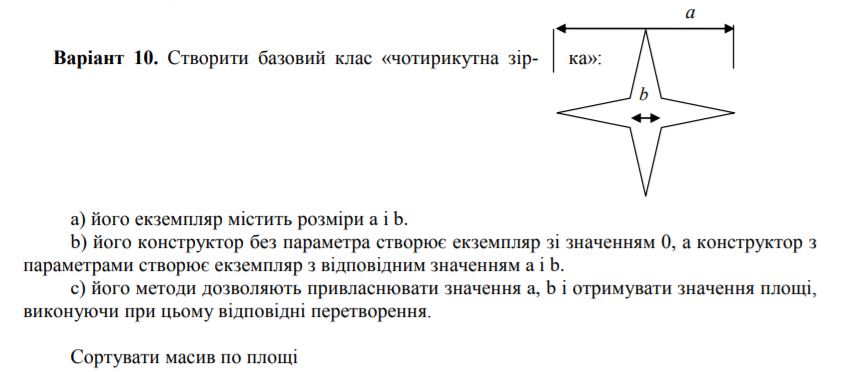 a
Варіант 10. Створити базовий клас «чотирикутна зір- ка»:
b
а) його екземпляр містить розміри a і b.
b) його конструктор без параметра створює екземпляр зі значенням 0, а конструктор з
параметрами створює екземпляр з відповідним значенням a і b.
c) його методи дозволяють привласнювати значення a, b і отримувати значення площі,
виконуючи при цьому відповідні перетворення.
Сортувати масив по площі